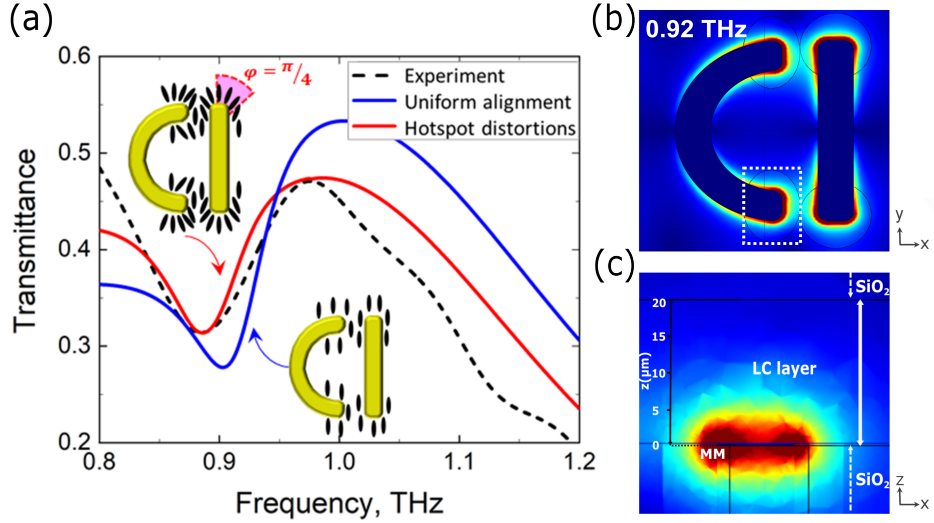 (a)
φ = π/4
Experiment
Uniform alignment
Hotspot distortions
0.6
0.5
0.4
0.3
0.2
Transmittance
0.8
0.9
1.0
1.1
1.2
Frequency, THz
(b)
0.92 THz
y
x
(c)
SiO₂
20
15
10
5
0
z(μm)
LC layer
MM
SiO₂
z
x